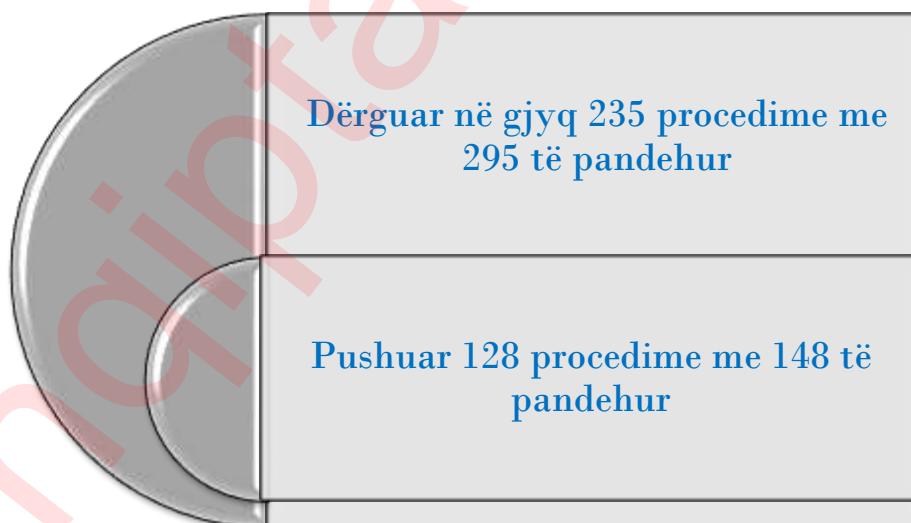 Dërguar në gjyq 235 procedime me
295 të pandehur
Pushuar 128 procedime me 148 të
pandehur